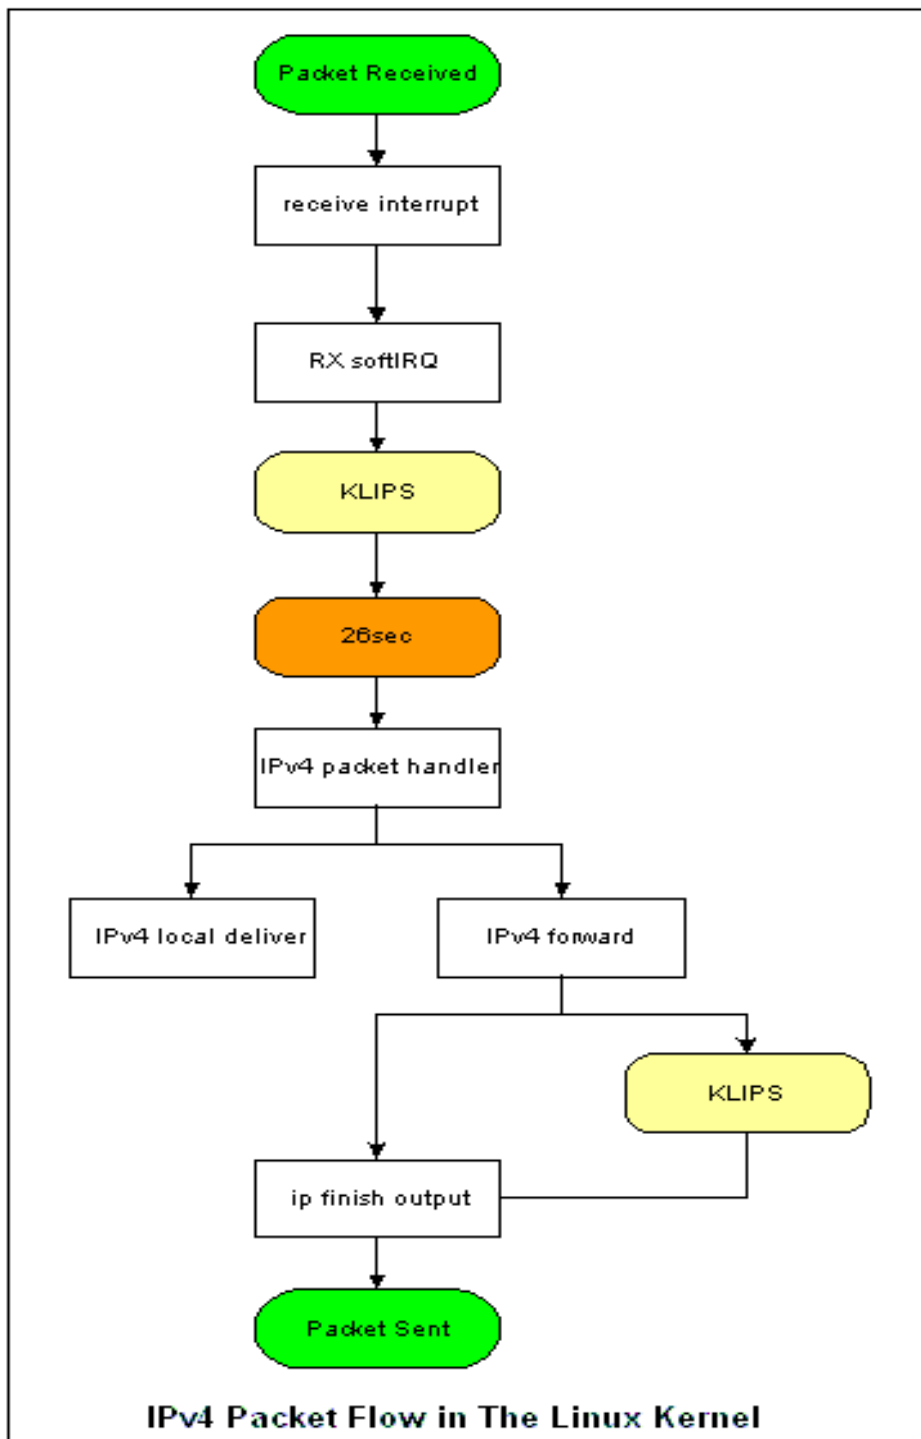 Packet Received
receive interrupt
RX softIRQ
KLIPS
26sec
IPv4 packet handler
IPv4 local deliver
IPv4 forward
KLIPS
ip finish output
Packet Sent
IPv4 Packet Flow in The Linux Kernel